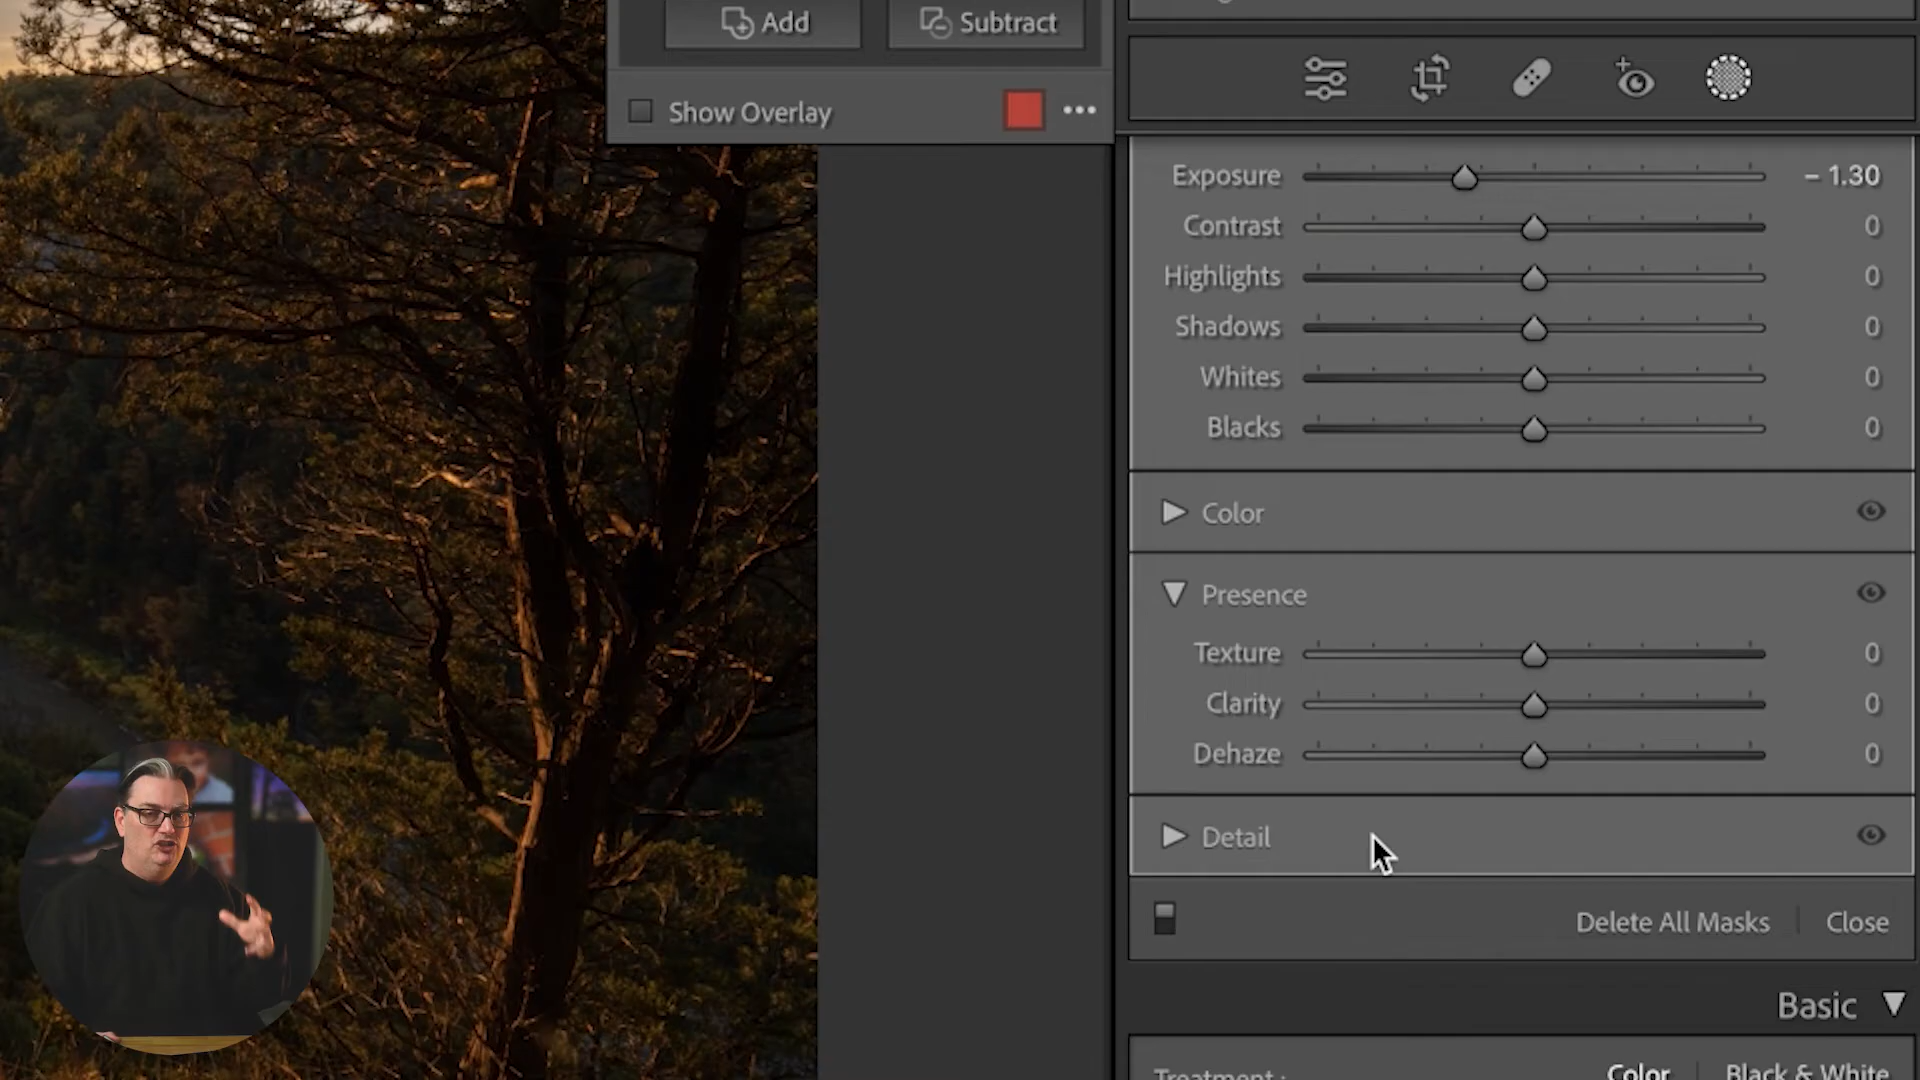 Add
Subtract
Show Overlay
Exposure – 1.30
Contrast 0
Highlights 0
Shadows 0
Whites 0
Blacks 0
Color
Presence
Texture 0
Clarity 0
Dehaze 0
Detail
Delete All Masks
Close
Basic
Treatment :
Color
Black & White